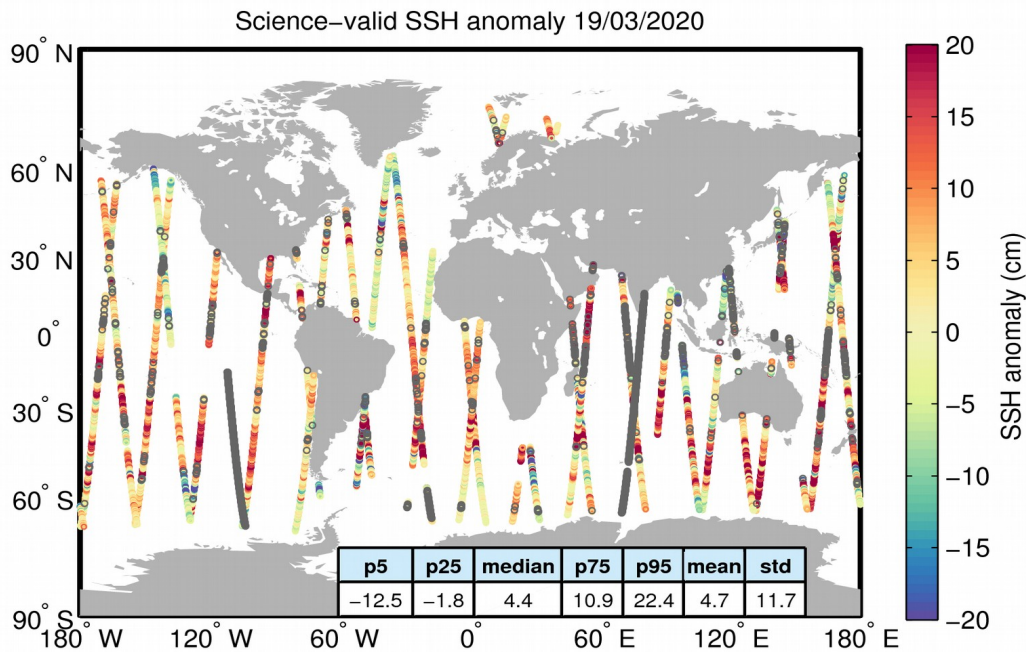 Science−valid SSH anomaly 19/03/2020
90° N
60° N
30° N
0°
30° S
60° S
90° S
180° W
120° W
60° W
0°
60° E
120° E
180° E
p5 p25 median p75 p95 mean std
−12.5 −1.8 4.4 10.9 22.4 4.7 11.7
20
15
10
5
0
−5
−10
−15
−20
SSH anomaly (cm)